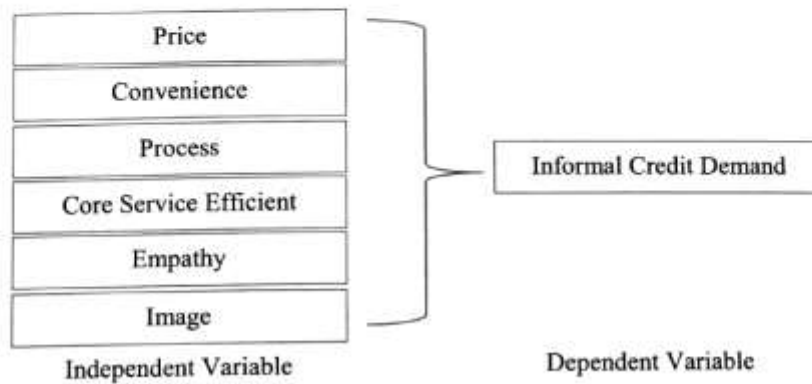 Price
Convenience
Process
Core Service Efficient
Empathy
Image
Informal Credit Demand
Independent Variable
Dependent Variable